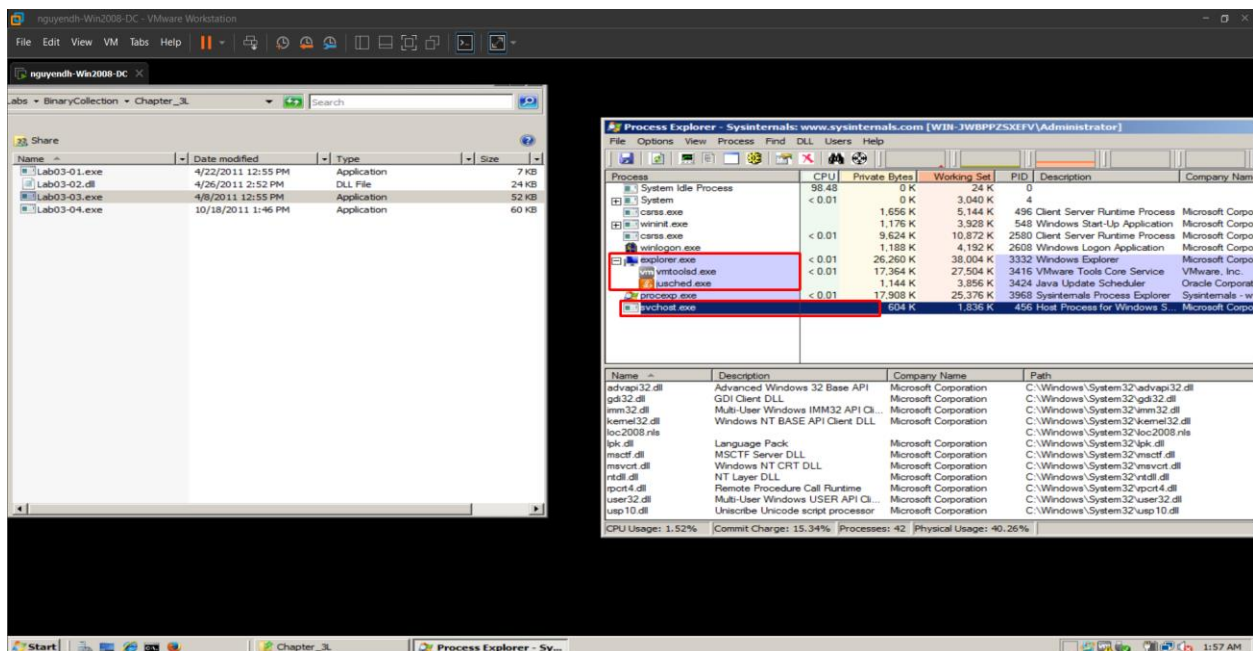 nguyendh-Win2008-DC - VMware Workstation
File Edit View VM Tabs Help
nguyendh-Win2008-DC
Labs BinaryCollection Chapter_3L
Search
Share
Name Date modified Type Size
Lab03-01.exe 4/22/2011 12:55 PM Application 7 KB
Lab03-02.dll 4/26/2011 2:52 PM DLL File 24 KB
Lab03-03.exe 4/8/2011 12:55 PM Application 52 KB
Lab03-04.exe 10/18/2011 1:46 PM Application 60 KB
Process Explorer - Sysinternals: www.sysinternals.com [WIN-JWBPPZSXEFV\Administrator]
File Options View Process Find DLL Users Help
Process CPU Private Bytes Working Set PID Description Company Nam
System Idle Process 98.48 0 K 24 K 0
System < 0.01 0 K 3,040 K 4
csrss.exe 1,656 K 5,144 K 496 Client Server Runtime Process Microsoft Corpo
wininit.exe 1,176 K 3,928 K 548 Windows Start-Up Application Microsoft Corpo
csrss.exe < 0.01 9,624 K 10,872 K 2580 Client Server Runtime Process Microsoft Corpo
winlogon.exe 1,188 K 4,192 K 2608 Windows Logon Application Microsoft Corpo
explorer.exe < 0.01 26,260 K 38,004 K 3332 Windows Explorer Microsoft Corpo
vmtoolsd.exe < 0.01 17,364 K 27,504 K 3416 VMware Tools Core Service VMware, Inc.
jusched.exe 1,144 K 3,856 K 3424 Java Update Scheduler Oracle Corporat
procexp.exe < 0.01 17,908 K 25,376 K 3968 Sysinternals Process Explorer Sysinternals - w
svchost.exe 604 K 1,836 K 456 Host Process for Windows S... Microsoft Corpo
Name Description Company Name Path
advapi32.dll Advanced Windows 32 Base API Microsoft Corporation C:\Windows\System32\advapi32.dll
gdi32.dll GDI Client DLL Microsoft Corporation C:\Windows\System32\gdi32.dll
imm32.dll Multi-User Windows IMM32 API Cli... Microsoft Corporation C:\Windows\System32\imm32.dll
kernel32.dll Windows NT BASE API Client DLL Microsoft Corporation C:\Windows\System32\kernel32.dll
loc2008.nls C:\Windows\System32\loc2008.nls
lpk.dll Language Pack Microsoft Corporation C:\Windows\System32\lpk.dll
msctf.dll MSCTF Server DLL Microsoft Corporation C:\Windows\System32\msctf.dll
msvcrt.dll Windows NT CRT DLL Microsoft Corporation C:\Windows\System32\msvcrt.dll
ntdll.dll NT Layer DLL Microsoft Corporation C:\Windows\System32\ntdll.dll
rpcrt4.dll Remote Procedure Call Runtime Microsoft Corporation C:\Windows\System32\rpcrt4.dll
user32.dll Multi-User Windows USER API Cli... Microsoft Corporation C:\Windows\System32\user32.dll
usp10.dll Uniscribe Unicode script processor Microsoft Corporation C:\Windows\System32\usp10.dll
CPU Usage: 1.52% Commit Charge: 15.34% Processes: 42 Physical Usage: 40.26%
Start Chapter_3L Process Explorer - Sy... 1:57 AM